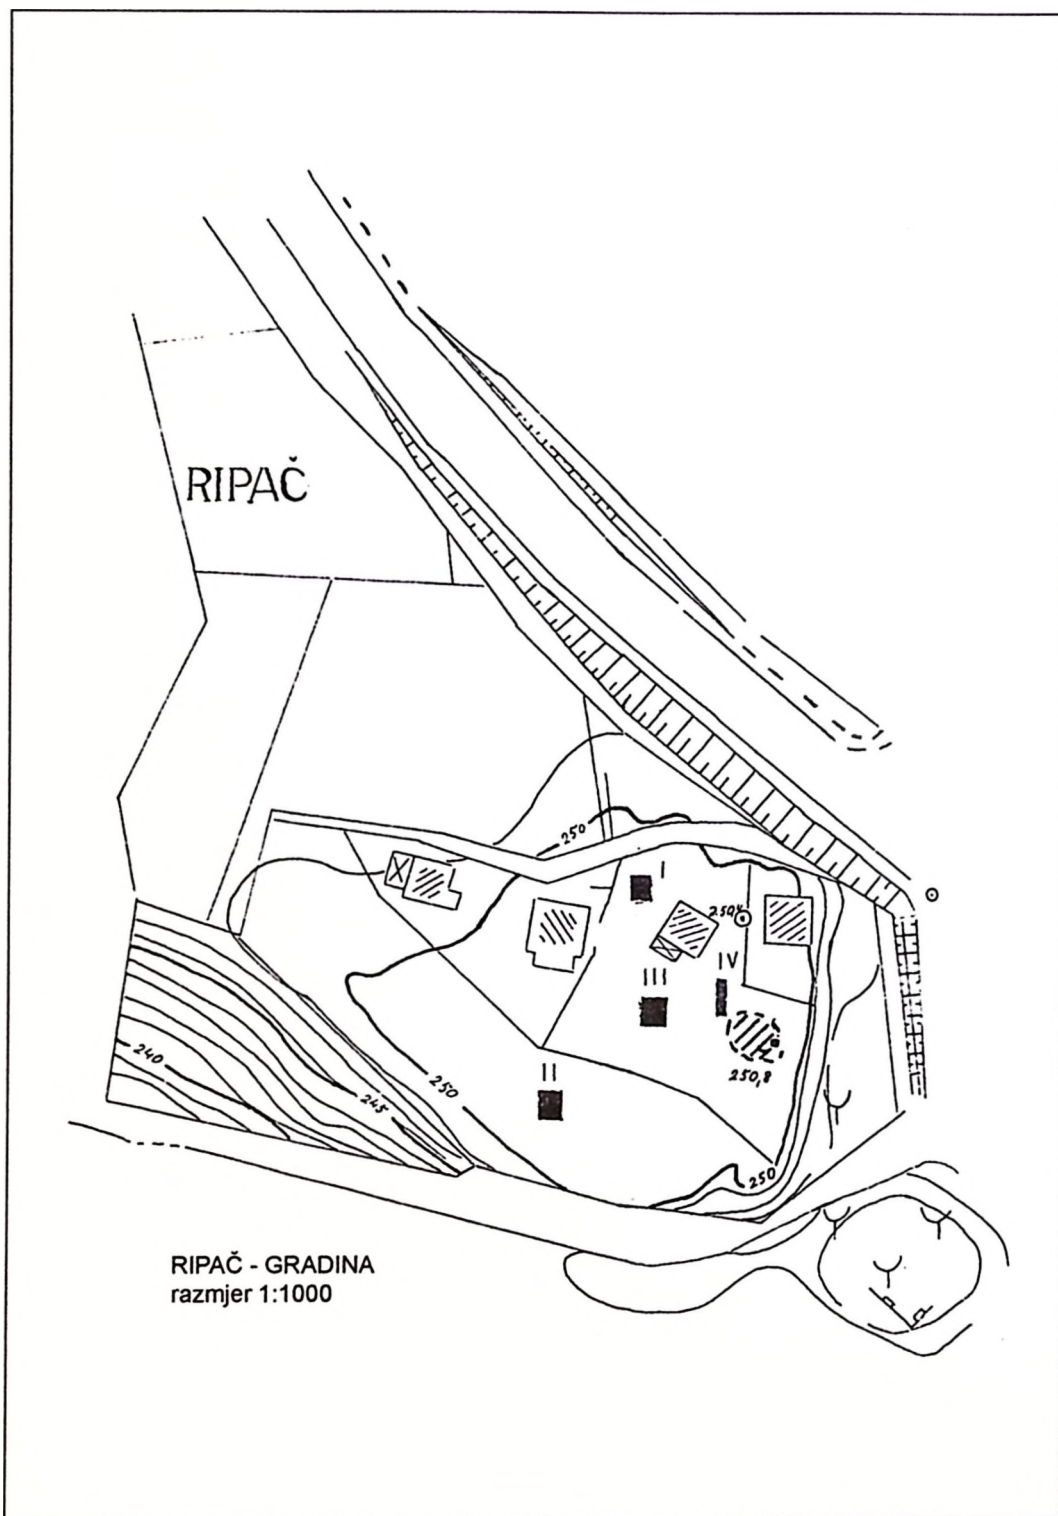 RIPAČ
250
I
250,4
III
IV
240
245
250
II
250,8
250
RIPAČ - GRADINA
razmjer 1:1000